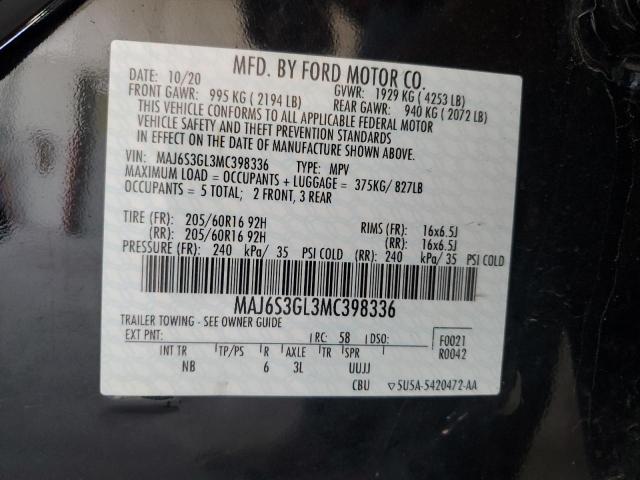 MFD. BY FORD MOTOR CO.
DATE: 10/20 GVWR: 1929 KG ( 4253 LB)
FRONT GAWR: 995 KG ( 2194 LB) REAR GAWR: 940 KG ( 2072 LB)
THIS VEHICLE CONFORMS TO ALL APPLICABLE FEDERAL MOTOR
VEHICLE SAFETY AND THEFT PREVENTION STANDARDS
IN EFFECT ON THE DATE OF MANUFACTURE SHOWN ABOVE.
VIN: MAJ6S3GL3MC398336 TYPE: MPV
MAXIMUM LOAD = OCCUPANTS + LUGGAGE = 375KG/ 827LB
OCCUPANTS = 5 TOTAL; 2 FRONT, 3 REAR
TIRE (FR): 205/60R16 92H RIMS (FR): 16x6.5J
(RR): 205/60R16 92H (RR): 16x6.5J
PRESSURE (FR): 240 kPa/ 35 PSI COLD (RR): 240 kPa/ 35 PSI COLD
MAJ6S3GL3MC398336
TRAILER TOWING - SEE OWNER GUIDE
EXT PNT: RC: 58 DSO: F0021
R0042
INT TR TP/PS R AXLE TR SPR
NB 6 3L UUJJ
CBU ▽5U5A-5420472-AA